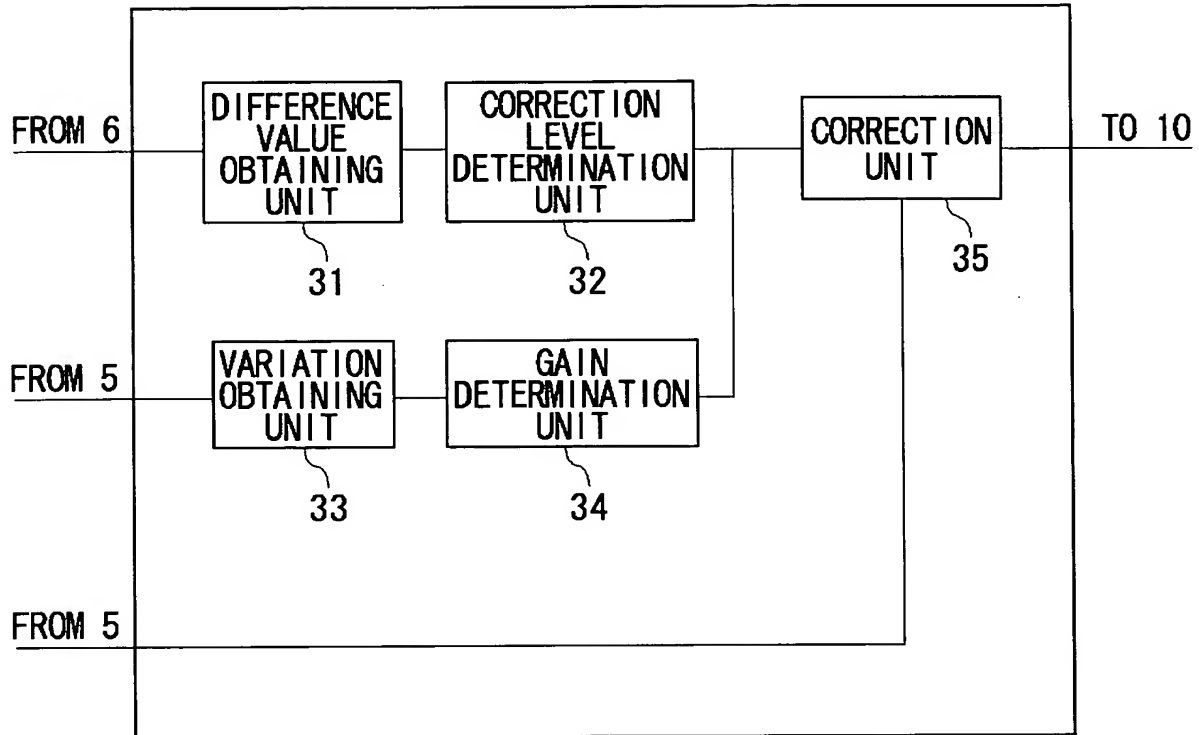 FROM 6
DIFFERENCE
VALUE
OBTAINING
UNIT
31
CORRECTION
LEVEL
DETERMINATION
UNIT
32
CORRECTION
UNIT
35
TO 10
FROM 5
VARIATION
OBTAINING
UNIT
33
GAIN
DETERMINATION
UNIT
34
FROM 5